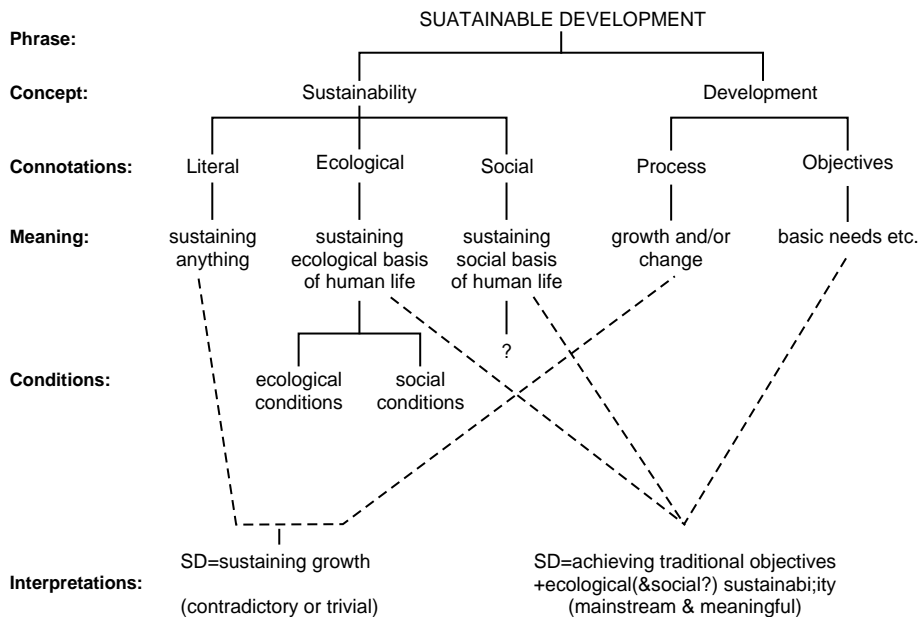 SUATAINABLE DEVELOPMENT
Phrase:
Concept: Sustainability Development
Connotations: Literal Ecological Social Process Objectives
Meaning: sustaining sustaining sustaining growth and/or basic needs etc.
anything ecological basis social basis change
of human life of human life
?
Conditions: ecological social
conditions conditions
SD=sustaining growth SD=achieving traditional objectives
Interpretations: +ecological(&social?) sustainabi;ity
(contradictory or trivial) (mainstream & meaningful)